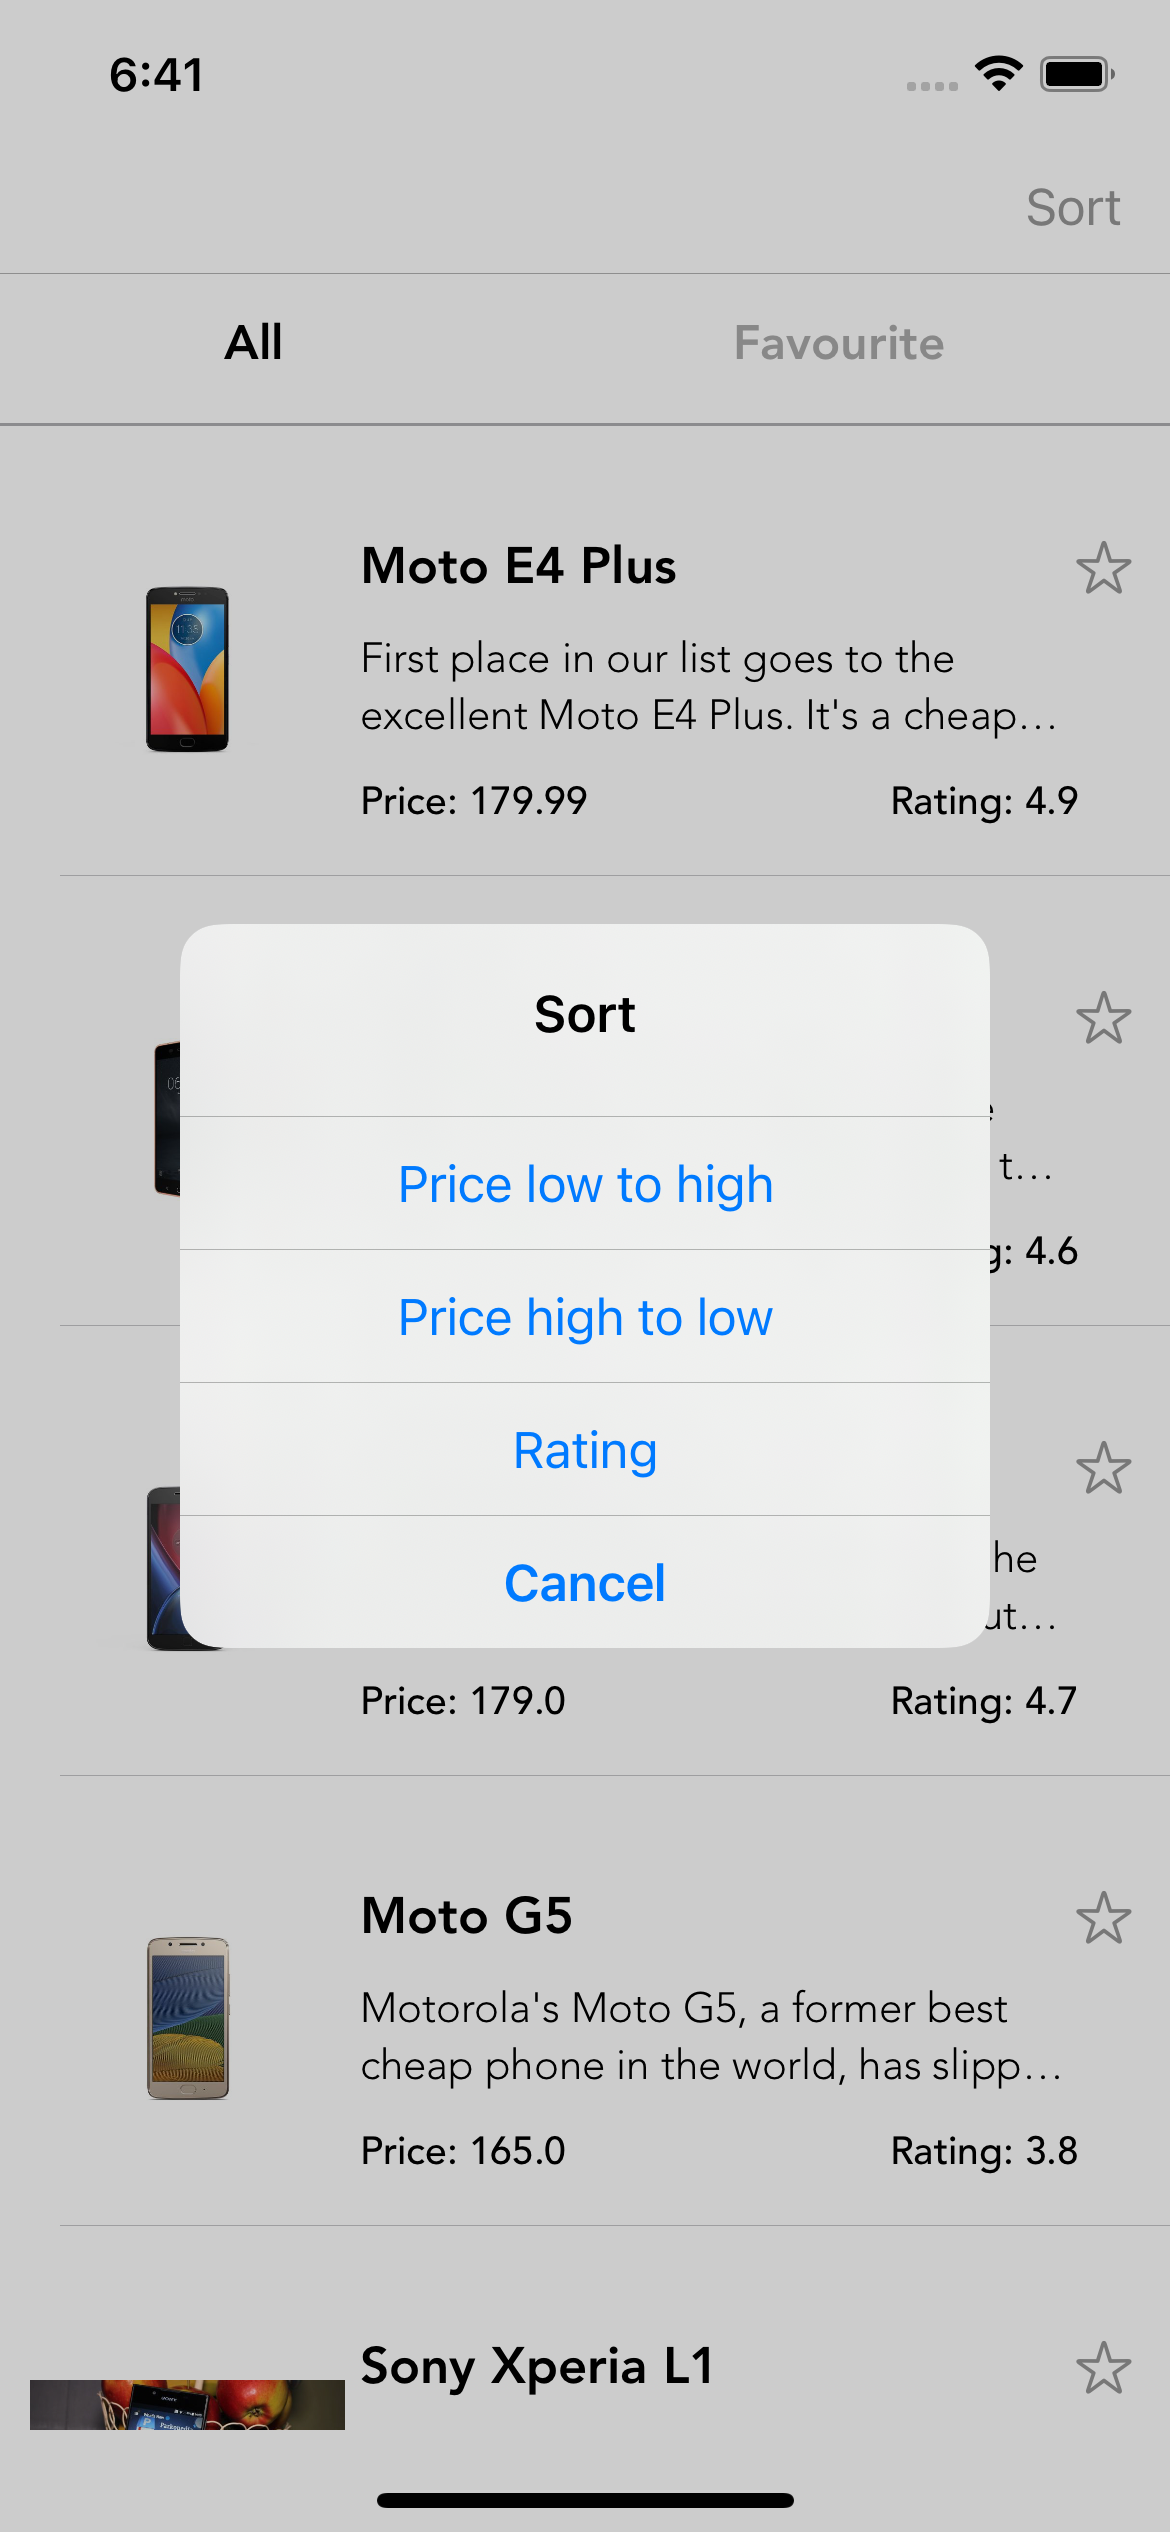 6:41
Sort
All
Favourite
Moto E4 Plus
First place in our list goes to the
excellent Moto E4 Plus. It's a cheap…
Price: 179.99
Rating: 4.9
Sort
Price low to high
t…
: 4.6
Price high to low
Rating
he
Cancel
ut…
Price: 179.0
Rating: 4.7
Moto G5
Motorola's Moto G5, a former best
cheap phone in the world, has slipp…
Price: 165.0
Rating: 3.8
Sony Xperia L1